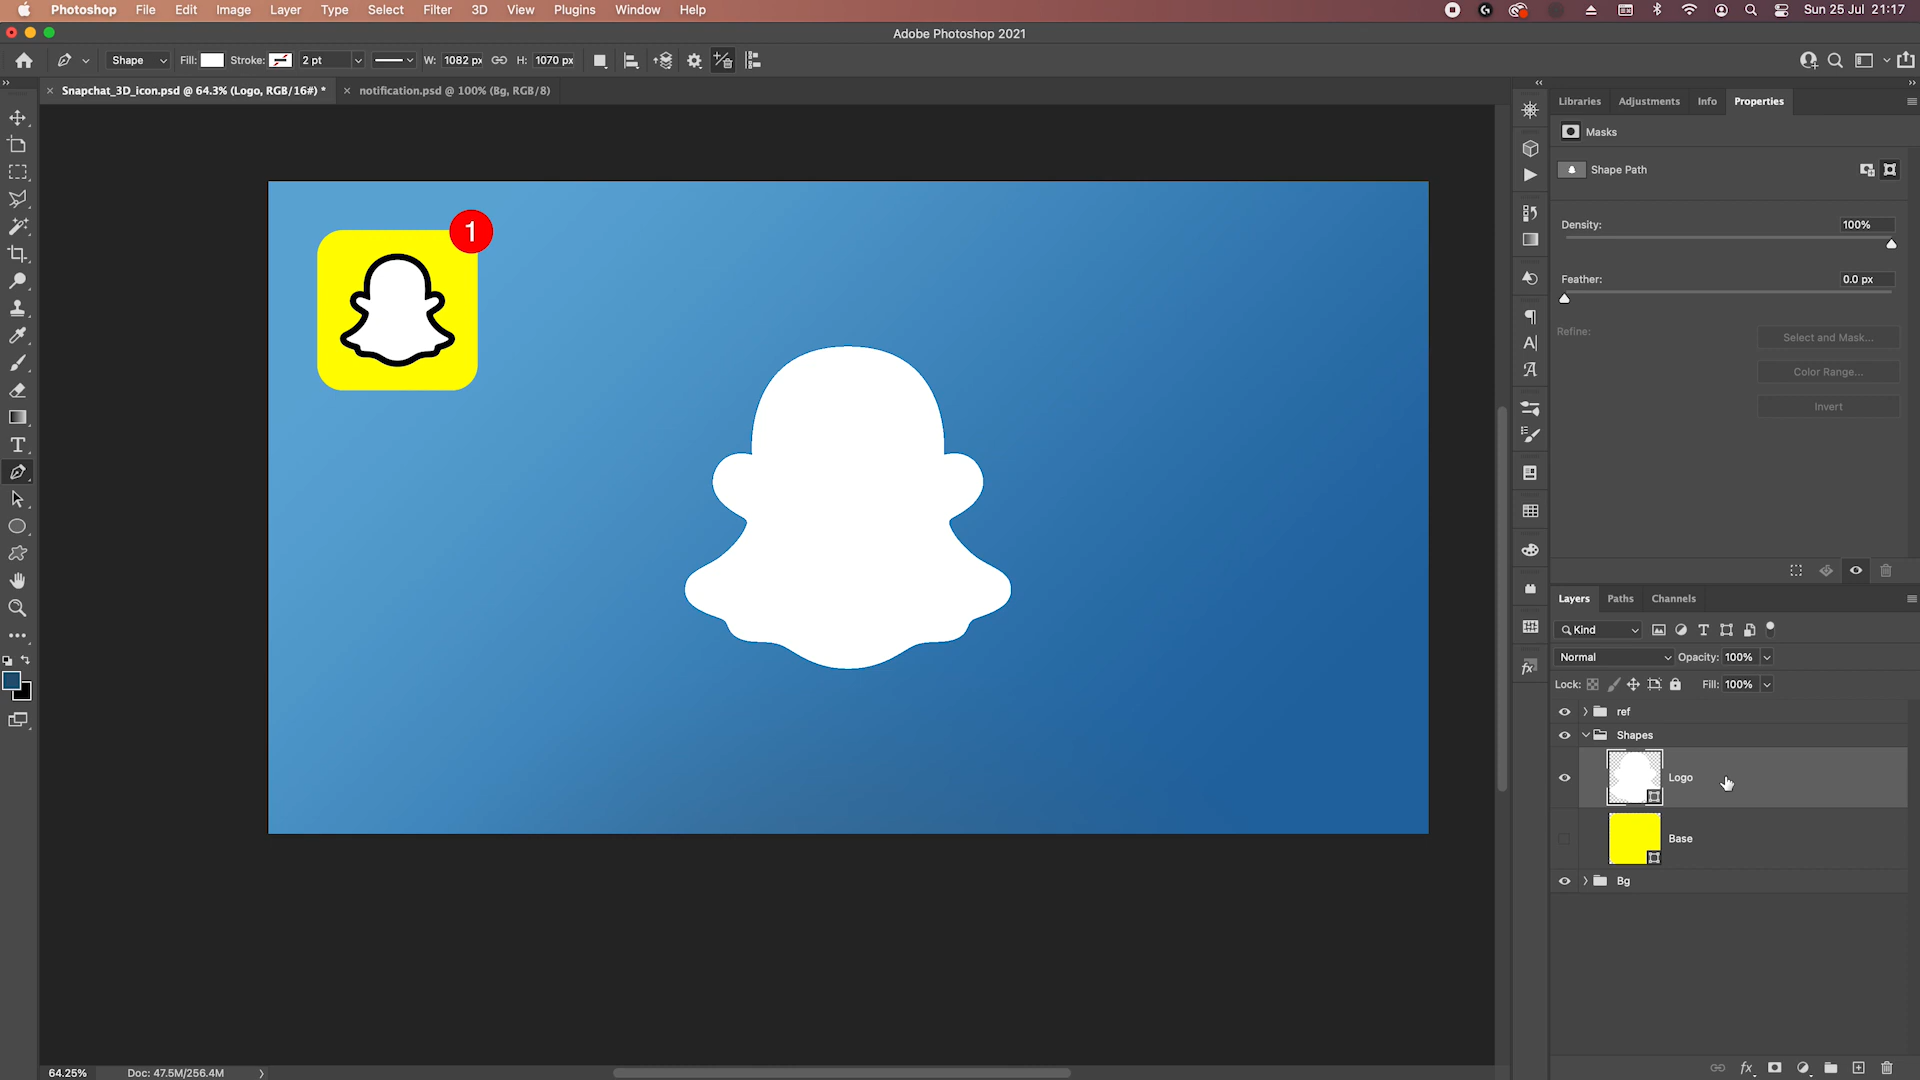 Photoshop File Edit Image Layer Type Select Filter 3D View Plugins Window Help Sun 25 Jul 21:17
Adobe Photoshop 2021
Shape Fill: Stroke: 2 pt W: 1082 px H: 1070 px
Snapchat_3D_icon.psd @ 64.3% (Logo, RGB/16#) * notification.psd @ 100% (Bg, RGB/8)
Libraries Adjustments Info Properties
Masks
Shape Path
Density: 100%
Feather: 0.0 px
Refine: Select and Mask...
Color Range...
Invert
1
Layers Paths Channels
Kind
Normal Opacity: 100%
Lock: Fill: 100%
ref
Shapes
Logo
Base
Bg
64.25% Doc: 47.5M/256.4M